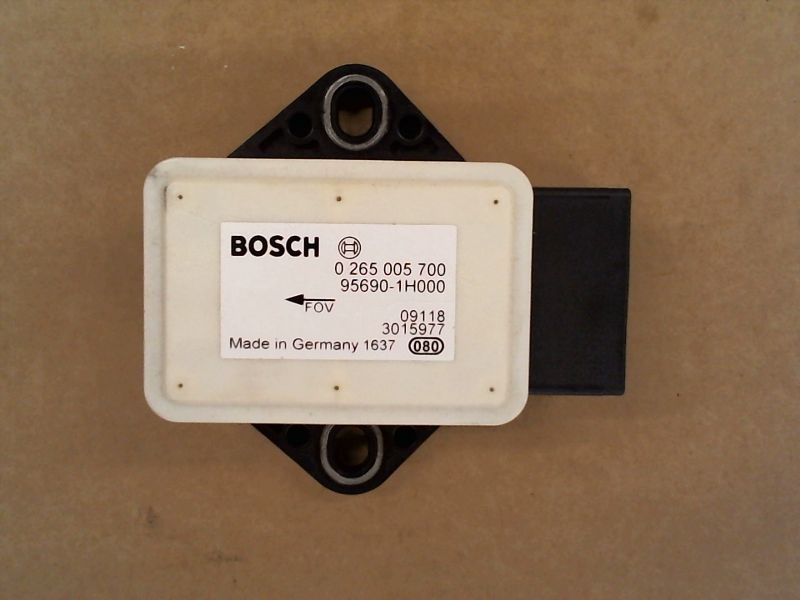 BOSCH
0 265 005 700
95690-1H000
FOV
09118
3015977
Made in Germany 1637 080